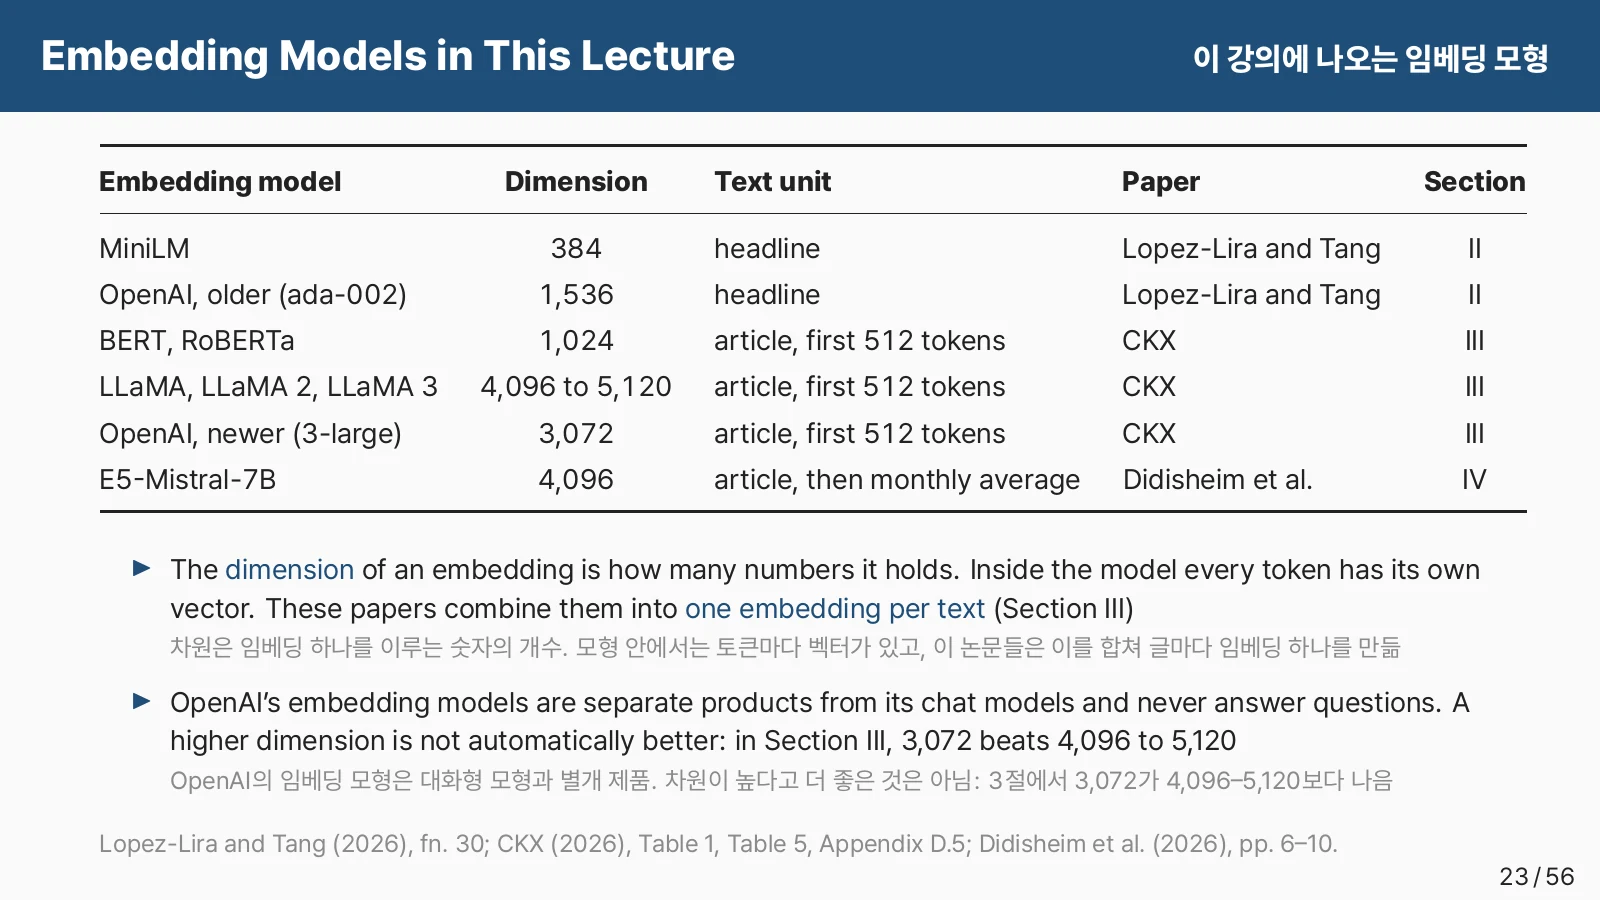 Embedding Models in This Lecture
이 강의에 나오는 임베딩 모형
Embedding model Dimension Text unit Paper Section
MiniLM 384 headline Lopez-Lira and Tang II
OpenAI, older (ada-002) 1,536 headline Lopez-Lira and Tang II
BERT, RoBERTa 1,024 article, first 512 tokens CKX III
LLaMA, LLaMA 2, LLaMA 3 4,096 to 5,120 article, first 512 tokens CKX III
OpenAI, newer (3-large) 3,072 article, first 512 tokens CKX III
E5-Mistral-7B 4,096 article, then monthly average Didisheim et al. IV
► The dimension of an embedding is how many numbers it holds. Inside the model every token has its own
vector. These papers combine them into one embedding per text (Section III)
차원은 임베딩 하나를 이루는 숫자의 개수. 모형 안에서는 토큰마다 벡터가 있고, 이 논문들은 이를 합쳐 글마다 임베딩 하나를 만듦
► OpenAI’s embedding models are separate products from its chat models and never answer questions. A
higher dimension is not automatically better: in Section III, 3,072 beats 4,096 to 5,120
OpenAI의 임베딩 모형은 대화형 모형과 별개 제품. 차원이 높다고 더 좋은 것은 아님: 3절에서 3,072가 4,096–5,120보다 나음
Lopez-Lira and Tang (2026), fn. 30; CKX (2026), Table 1, Table 5, Appendix D.5; Didisheim et al. (2026), pp. 6–10.
23 / 56